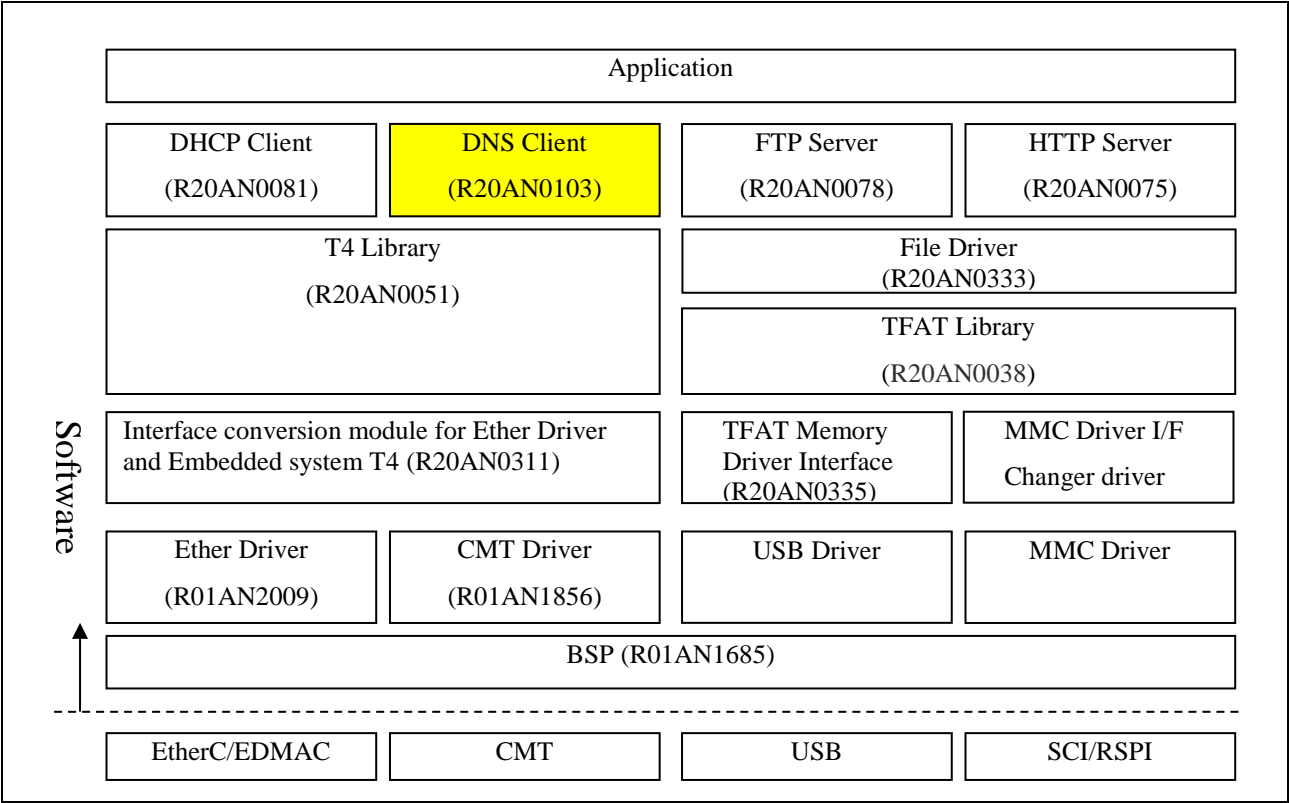 Application
DHCP Client
(R20AN0081)
DNS Client
(R20AN0103)
FTP Server
(R20AN0078)
HTTP Server
(R20AN0075)
T4 Library
(R20AN0051)
File Driver
(R20AN0333)
TFAT Library
(R20AN0038)
Interface conversion module for Ether Driver
and Embedded system T4 (R20AN0311)
TFAT Memory
Driver Interface
(R20AN0335)
MMC Driver I/F
Changer driver
Software
Ether Driver
(R01AN2009)
CMT Driver
(R01AN1856)
USB Driver
MMC Driver
BSP (R01AN1685)
EtherC/EDMAC
CMT
USB
SCI/RSPI